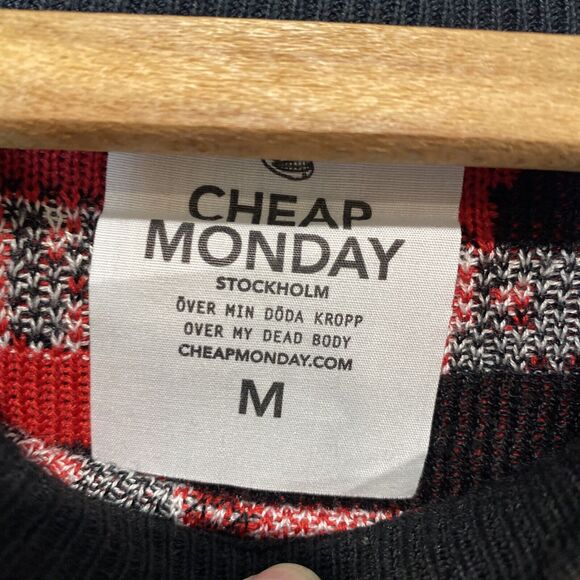 CHEAP
MONDAY
STOCKHOLM
ÖVER MIN DÖDA KROPP
OVER MY DEAD BODY
CHEAPMONDAY.COM
M